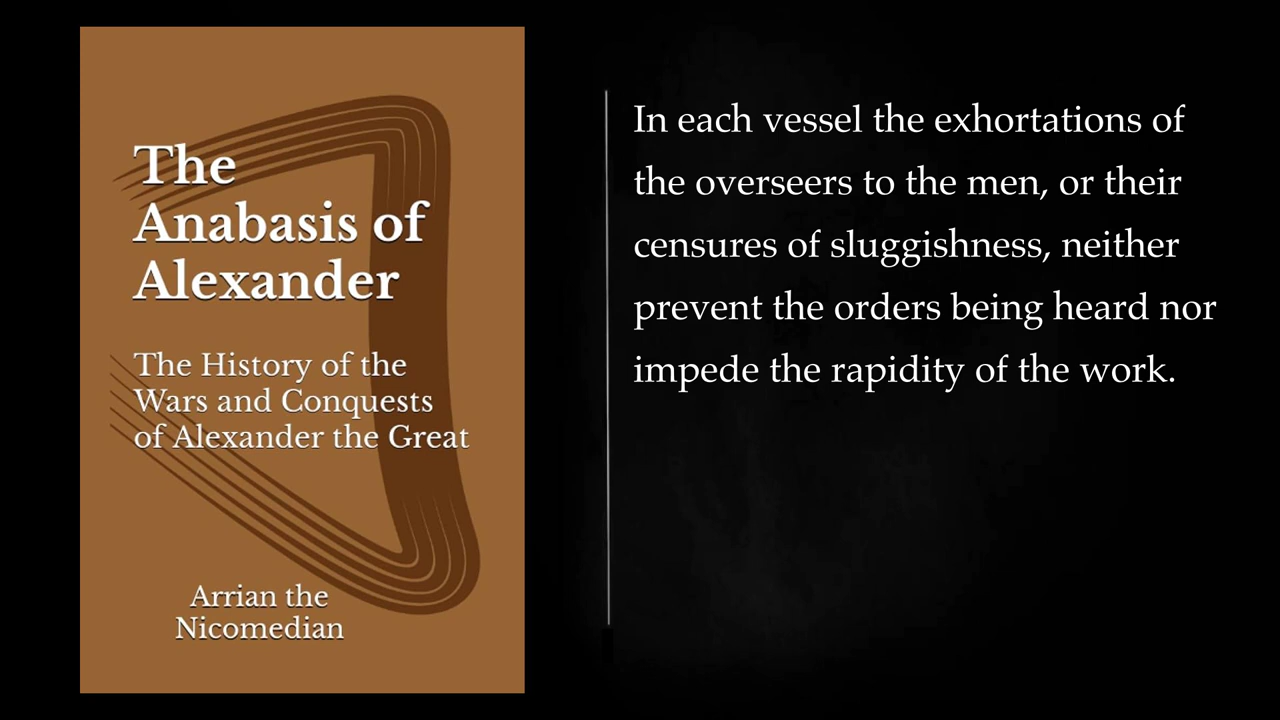 The
Anabasis of
Alexander
The History of the
Wars and Conquests
of Alexander the Great
Arrian the
Nicomedian
In each vessel the exhortations of
the overseers to the men, or their
censures of sluggishness, neither
prevent the orders being heard nor
impede the rapidity of the work.